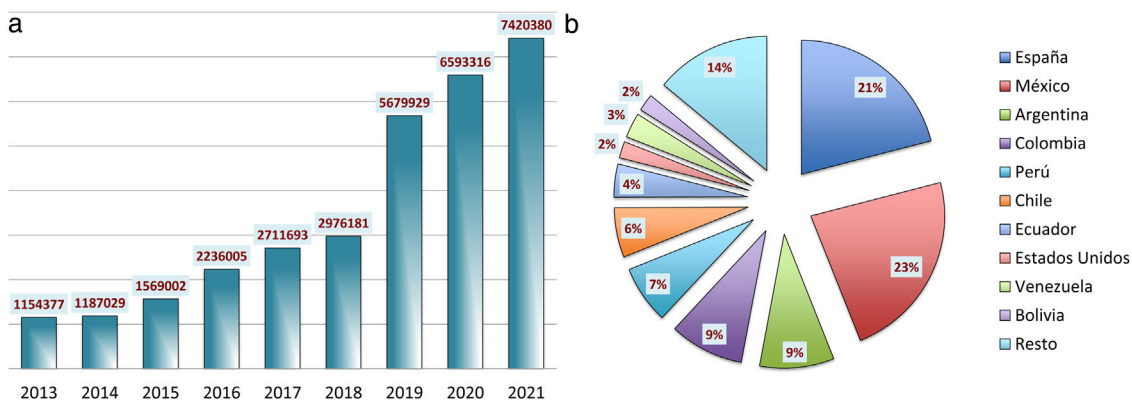 a
7420380
6593316
5679929
2976181
2711693
2236005
1569002
1154377
1187029
2013 2014 2015 2016 2017 2018 2019 2020 2021
b
21%
23%
9%
9%
7%
6%
4%
2%
3%
2%
14%
España
México
Argentina
Colombia
Perú
Chile
Ecuador
Estados Unidos
Venezuela
Bolivia
Resto